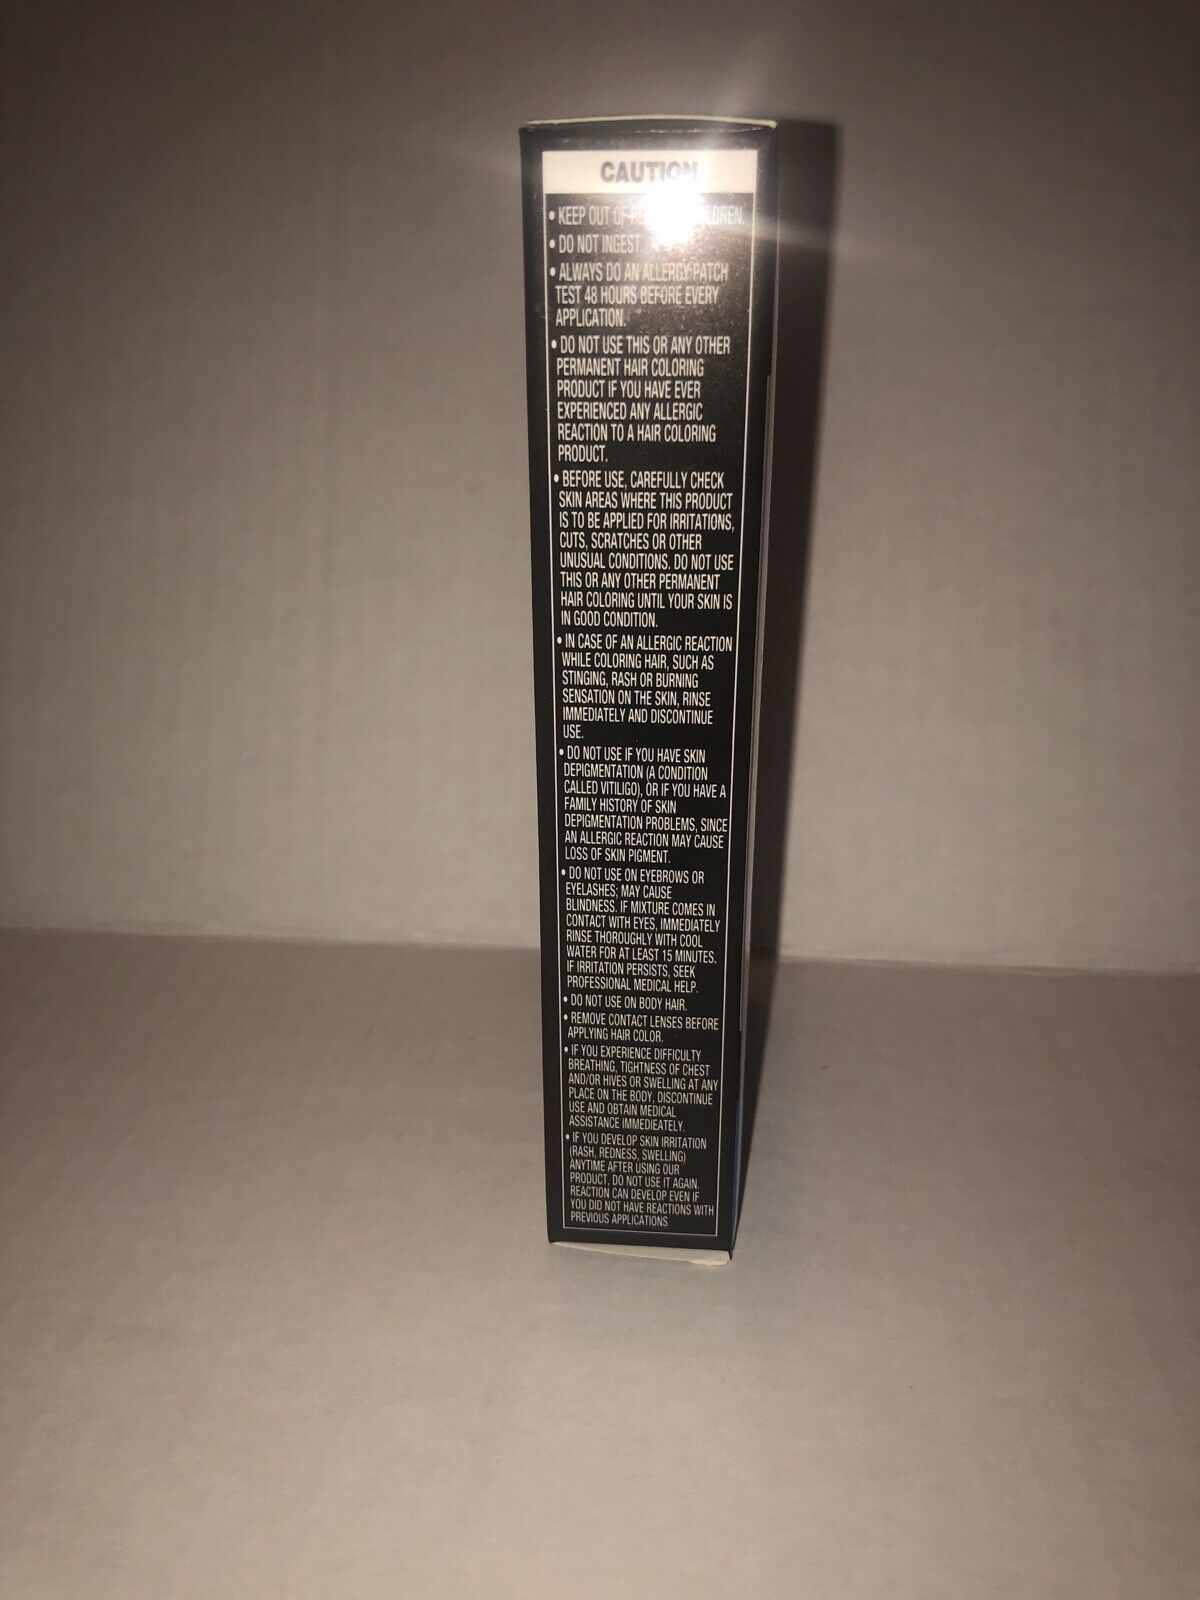 CAUTION
• KEEP OUT OF CHILDREN.
• DO NOT INGEST.
• ALWAYS DO AN ALLERGY PATCH
TEST 48 HOURS BEFORE EVERY
APPLICATION.
• DO NOT USE THIS OR ANY OTHER
PERMANENT HAIR COLORING
PRODUCT IF YOU HAVE EVER
EXPERIENCED ANY ALLERGIC
REACTION TO A HAIR COLORING
PRODUCT.
• BEFORE USE, CAREFULLY CHECK
SKIN AREAS WHERE THIS PRODUCT
IS TO BE APPLIED FOR IRRITATIONS,
CUTS, SCRATCHES OR OTHER
UNUSUAL CONDITIONS. DO NOT USE
THIS OR ANY OTHER PERMANENT
HAIR COLORING UNTIL YOUR SKIN IS
IN GOOD CONDITION.
• IN CASE OF AN ALLERGIC REACTION
WHILE COLORING HAIR, SUCH AS
STINGING, RASH OR BURNING
SENSATION ON THE SKIN, RINSE
IMMEDIATELY AND DISCONTINUE
USE.
• DO NOT USE IF YOU HAVE SKIN
DEPIGMENTATION (A CONDITION
CALLED VITILIGO), OR IF YOU HAVE A
FAMILY HISTORY OF SKIN
DEPIGMENTATION PROBLEMS, SINCE
AN ALLERGIC REACTION MAY CAUSE
LOSS OF SKIN PIGMENT.
• DO NOT USE ON EYEBROWS OR
EYELASHES; MAY CAUSE
BLINDNESS. IF MIXTURE COMES IN
CONTACT WITH EYES, IMMEDIATELY
RINSE THOROUGHLY WITH COOL
WATER FOR AT LEAST 15 MINUTES.
IF IRRITATION PERSISTS, SEEK
PROFESSIONAL MEDICAL HELP.
• DO NOT USE ON BODY HAIR.
• REMOVE CONTACT LENSES BEFORE
APPLYING HAIR COLOR.
• IF YOU EXPERIENCE DIFFICULTY
BREATHING, TIGHTNESS OF CHEST
AND/OR HIVES OR SWELLING AT ANY
PLACE ON THE BODY, DISCONTINUE
USE AND OBTAIN MEDICAL
ASSISTANCE IMMEDIEATELY.
• IF YOU DEVELOP SKIN IRRITATION
(RASH, REDNESS, SWELLING)
ANYTIME AFTER USING OUR
PRODUCT, DO NOT USE IT AGAIN.
REACTION CAN DEVELOP EVEN IF
YOU DID NOT HAVE REACTIONS WITH
PREVIOUS APPLICATIONS